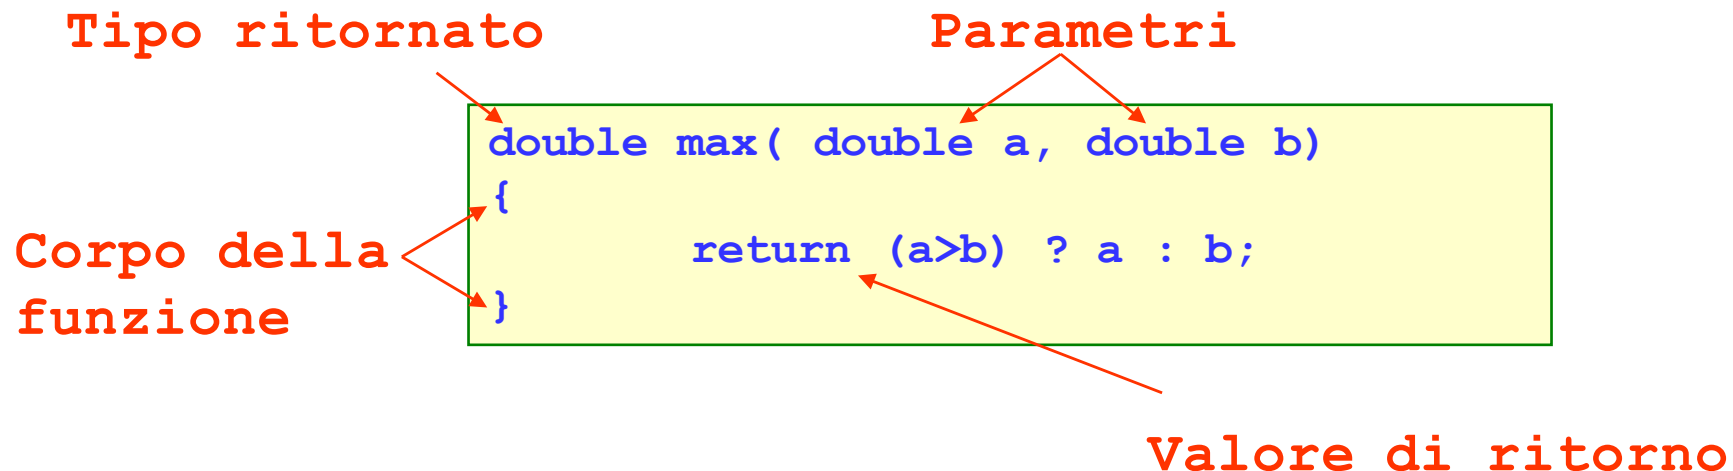 Tipo ritornato
Parametri
double max( double a, double b)
{
Corpo della
funzione
return (a>b) ? a : b;
}
Valore di ritorno